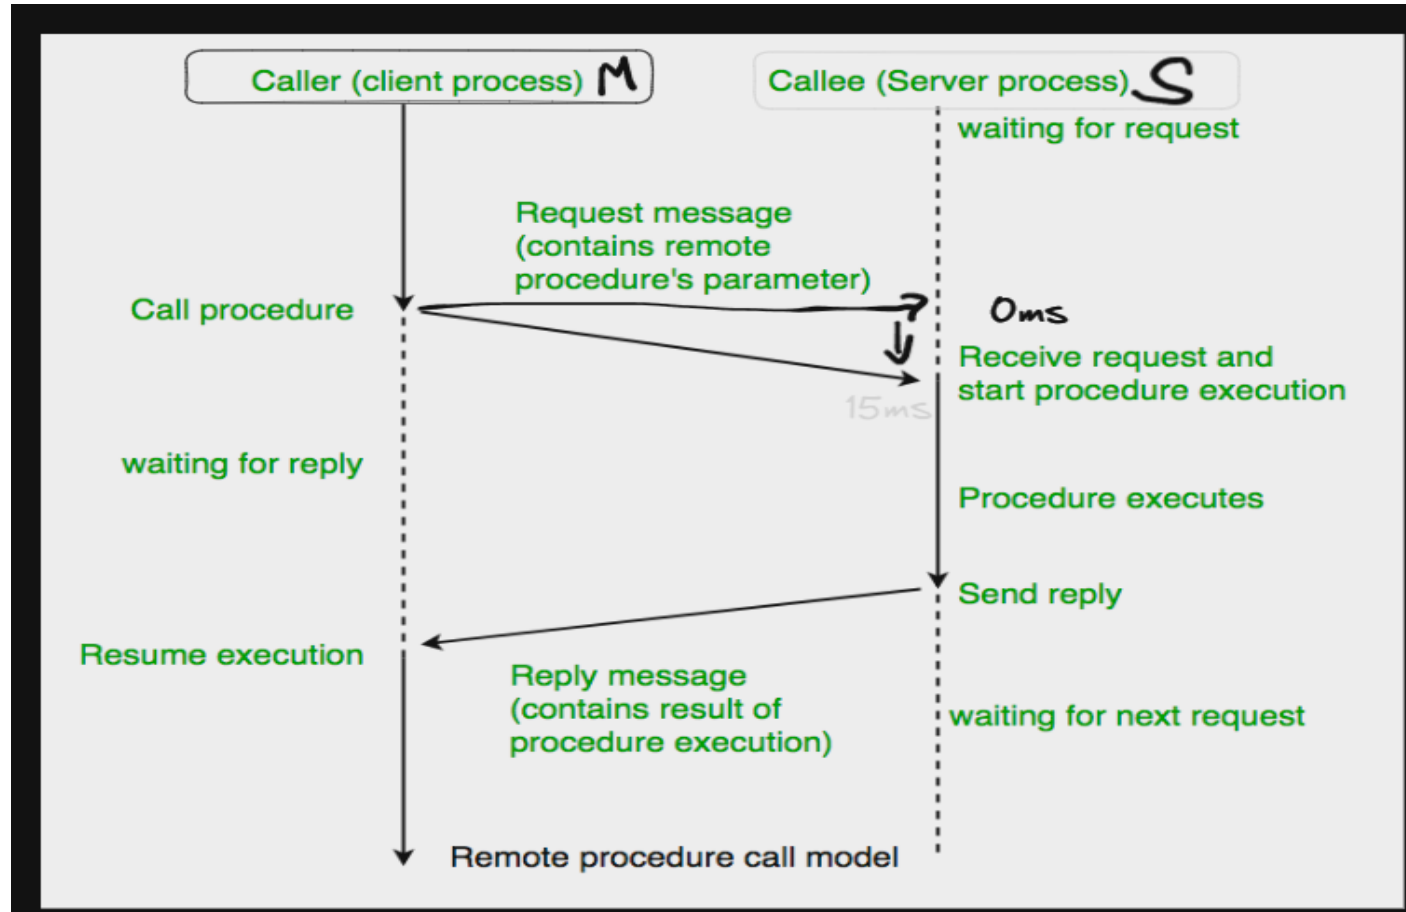 Caller (client process) M
Callee (Server process) S
waiting for request
Request message
(contains remote
procedure's parameter)
Call procedure
0ms
Receive request and
start procedure execution
15ms
waiting for reply
Procedure executes
Send reply
Resume execution
Reply message
(contains result of
procedure execution)
waiting for next request
Remote procedure call model